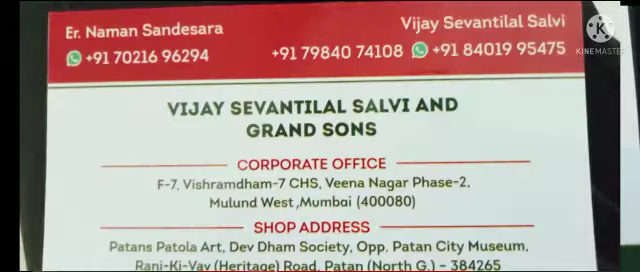 Er. Naman Sandesara
+91 70216 96294
Vijay Sevantilal Salvi
+91 79840 74108 +91 84019 95475
KINEMASTER
VIJAY SEVANTILAL SALVI AND
GRAND SONS
CORPORATE OFFICE
F-7, Vishramdham-7 CHS, Veena Nagar Phase-2,
Mulund West ,Mumbai (400080)
SHOP ADDRESS
Patans Patola Art, Dev Dham Society, Opp. Patan City Museum,
Rani-Ki-Vav (Heritage) Road, Patan (North G.) - 384265